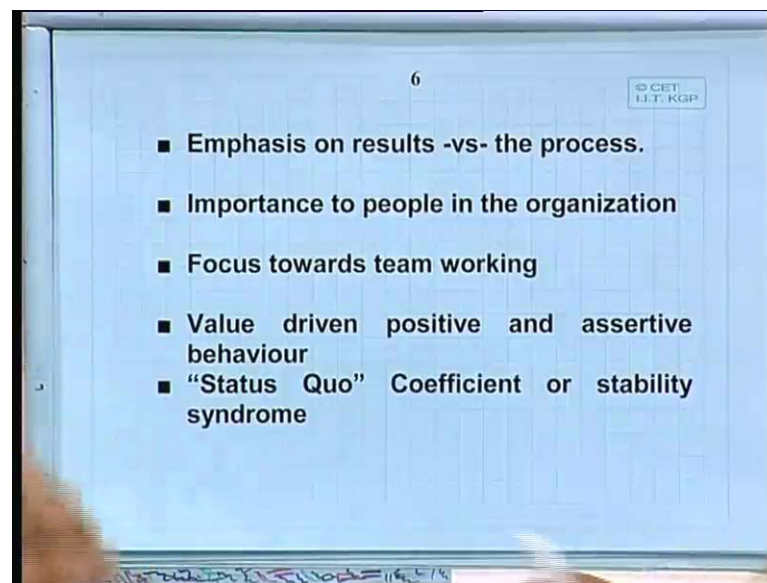 6
© CET
I.I.T. KGP
■ Emphasis on results -vs- the process.
■ Importance to people in the organization
■ Focus towards team working
■ Value driven positive and assertive
behaviour
■ “Status Quo” Coefficient or stability
syndrome